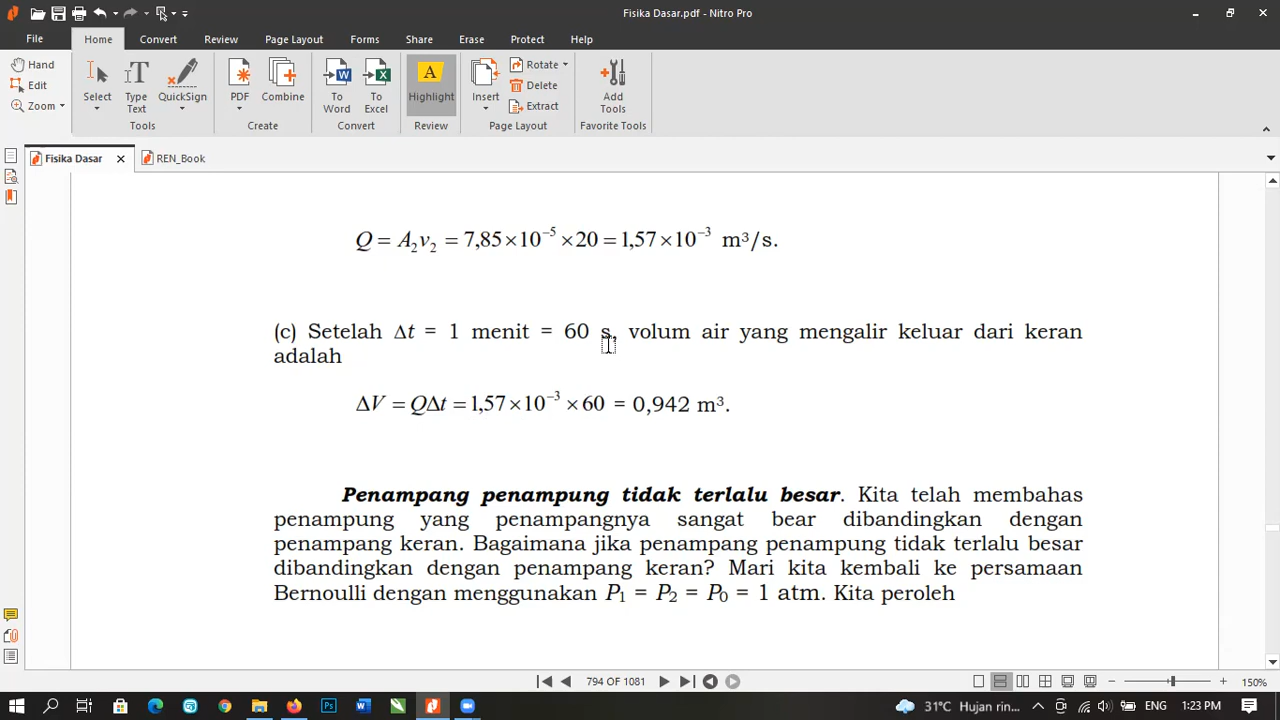 Fisika Dasar.pdf - Nitro Pro
File Home Convert Review Page Layout Forms Share Erase Protect Help
Hand
Edit
Zoom
Select
Type Text
QuickSign
Tools
PDF
Combine
Create
To Word
To Excel
Convert
A
Highlight
Review
Insert
Rotate
Delete
Extract
Page Layout
Add Tools
Favorite Tools
Fisika Dasar REN_Book
Q = A₂v₂ = 7,85×10⁻⁵×20 = 1,57×10⁻³ m³/s.
(c) Setelah Δt = 1 menit = 60 s, volum air yang mengalir keluar dari keran
adalah
ΔV = QΔt = 1,57×10⁻³×60 = 0,942 m³.
Penampang penampung tidak terlalu besar. Kita telah membahas
penampung yang penampangnya sangat bear dibandingkan dengan
penampang keran. Bagaimana jika penampang penampung tidak terlalu besar
dibandingkan dengan penampang keran? Mari kita kembali ke persamaan
Bernoulli dengan menggunakan P₁ = P₂ = P₀ = 1 atm. Kita peroleh
794 OF 1081
150%
31°C Hujan rin... ENG 1:23 PM